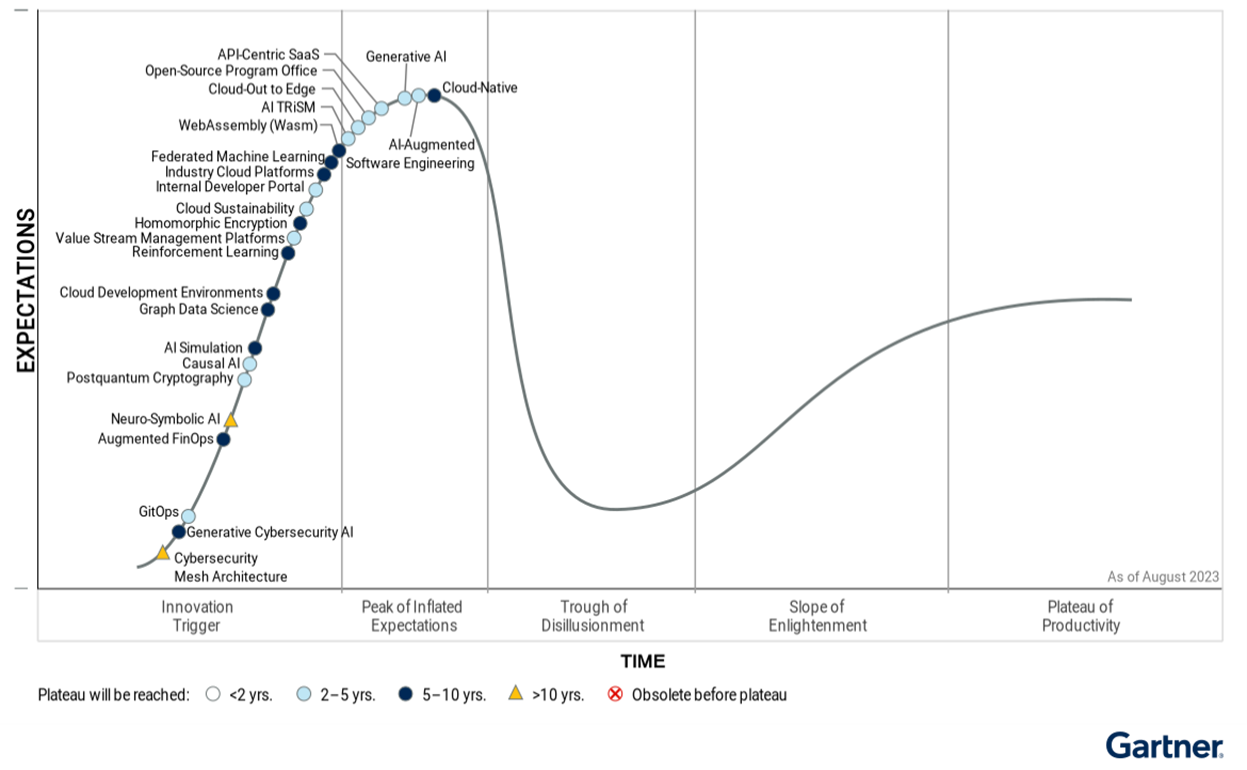 API-Centric SaaS
Generative AI
Open-Source Program Office
Cloud-Out to Edge
Cloud-Native
AI TRiSM
WebAssembly (Wasm)
AI-Augmented
Software Engineering
Federated Machine Learning
Industry Cloud Platforms
Internal Developer Portal
Cloud Sustainability
Homomorphic Encryption
Value Stream Management Platforms
Reinforcement Learning
Cloud Development Environments
Graph Data Science
AI Simulation
Causal AI
Postquantum Cryptography
Neuro-Symbolic AI
Augmented FinOps
GitOps
Generative Cybersecurity AI
Cybersecurity
Mesh Architecture
EXPECTATIONS
As of August 2023
Innovation
Trigger
Peak of Inflated
Expectations
Trough of
Disillusionment
Slope of
Enlightenment
Plateau of
Productivity
TIME
Plateau will be reached: <2 yrs. 2–5 yrs. 5–10 yrs. >10 yrs. Obsolete before plateau
Gartner